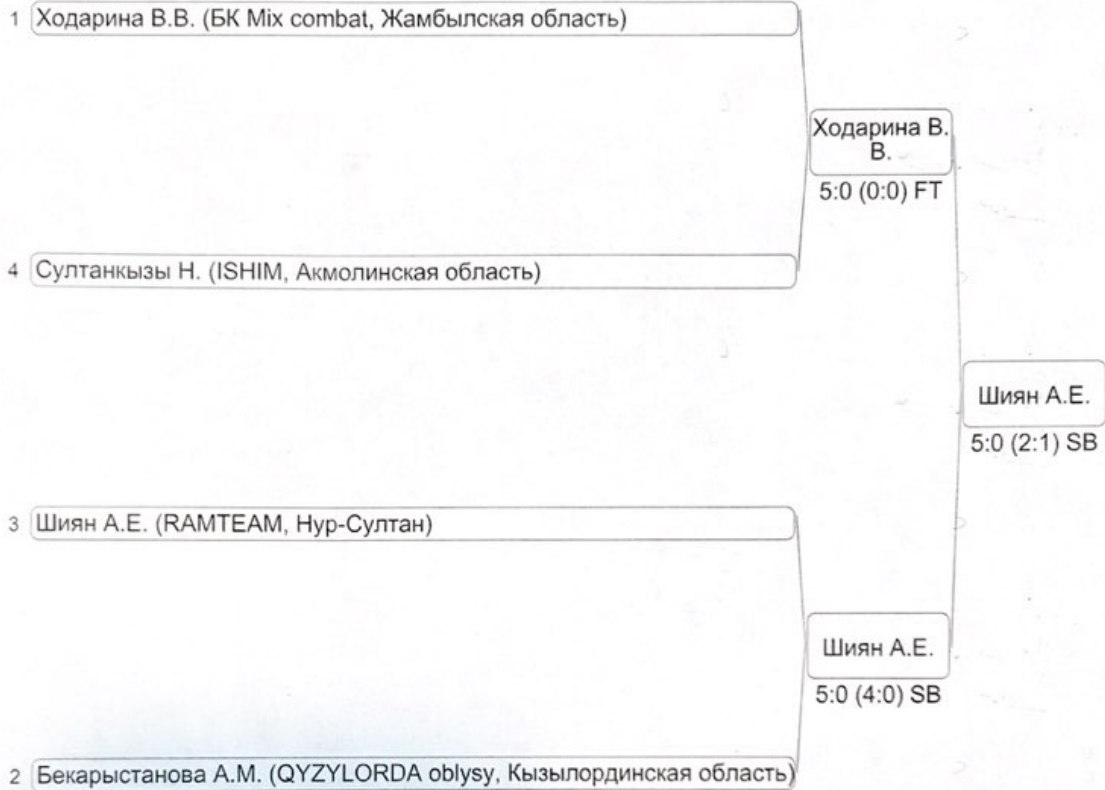 1 Ходарина В.В. (БК Mix combat, Жамбылская область)
Ходарина В.
В.
5:0 (0:0) FT
4 Султанкызы Н. (ISHIM, Акмолинская область)
Шиян А.Е.
5:0 (2:1) SB
3 Шиян А.Е. (RAMTEAM, Нур-Султан)
Шиян А.Е.
5:0 (4:0) SB
2 Бекарыстанова А.М. (QYZYLORDA oblysy, Кызылординская область)